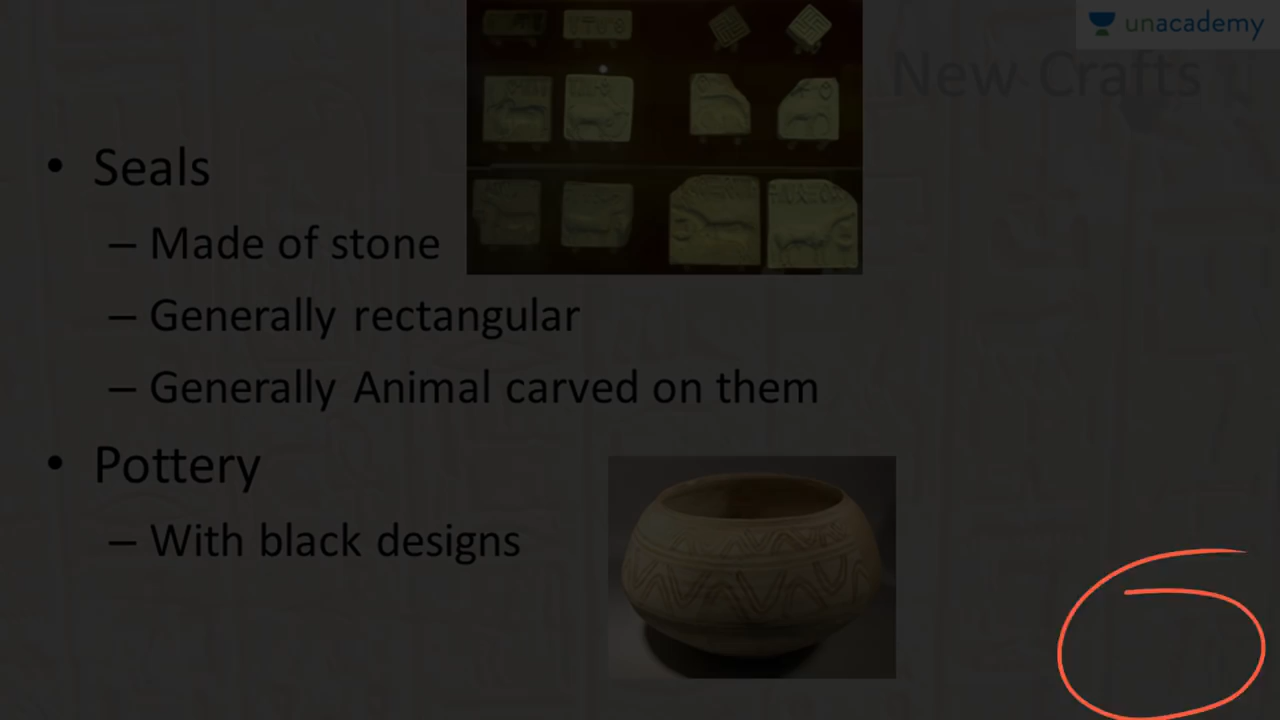 unacademy
New Crafts
• Seals
– Made of stone
– Generally rectangular
– Generally Animal carved on them
• Pottery
– With black designs